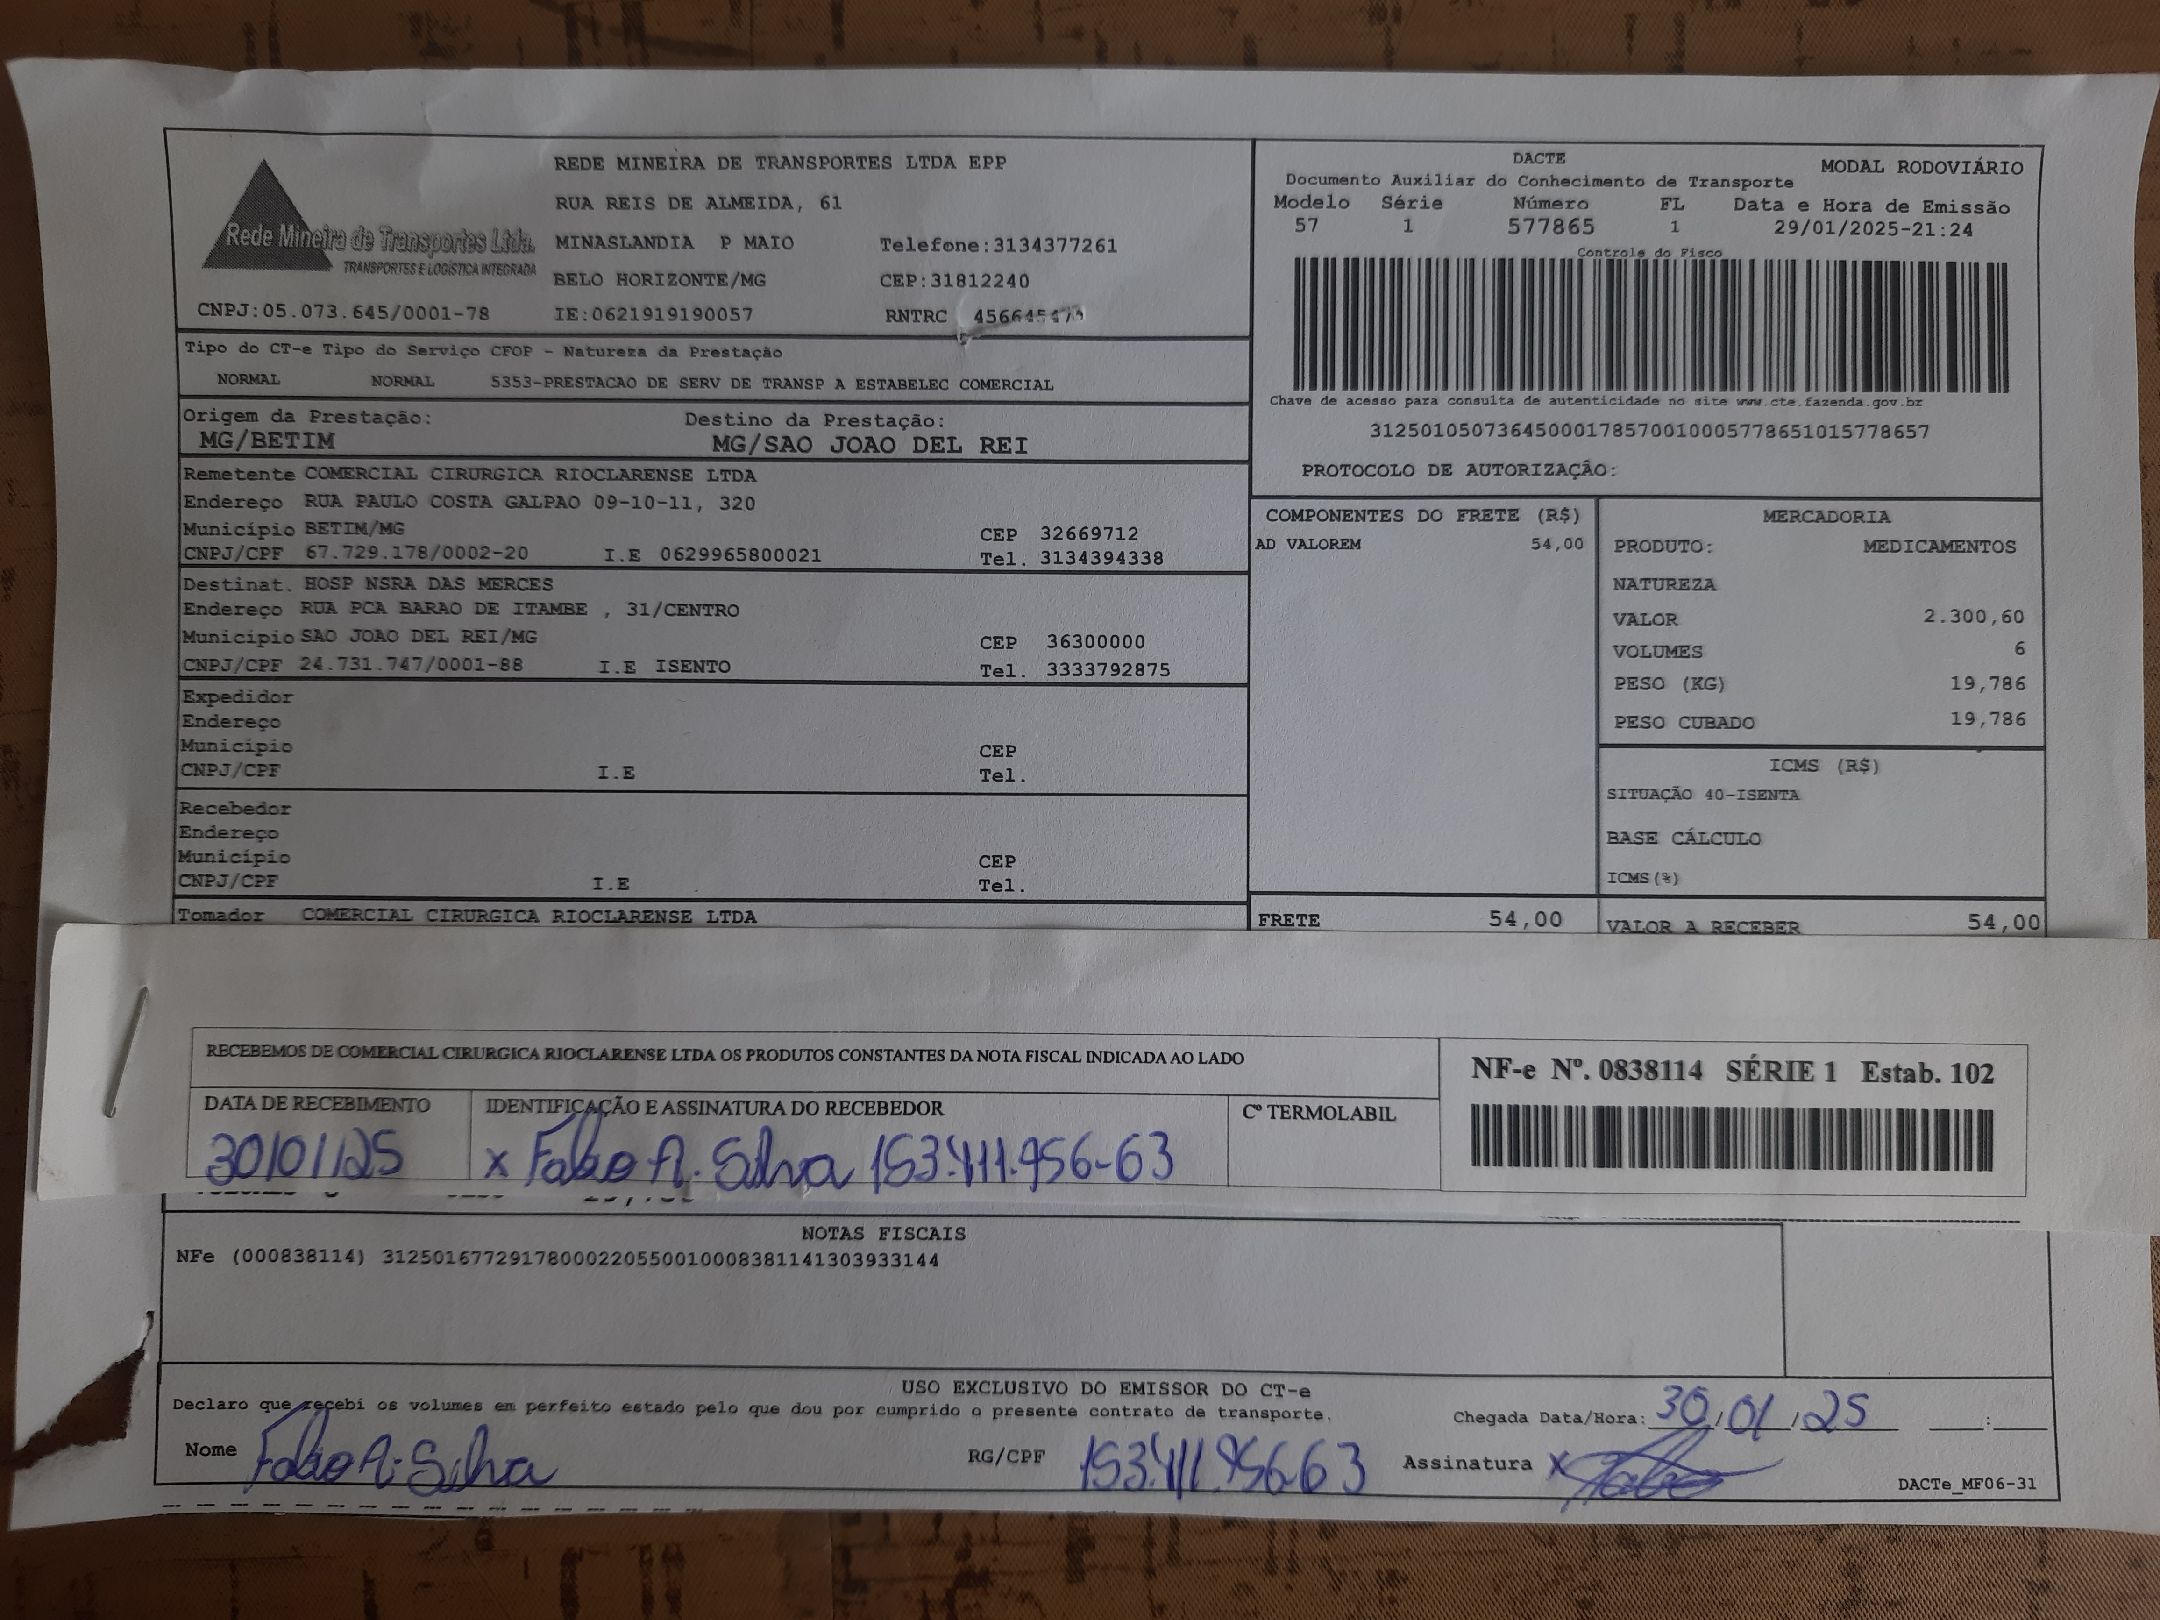 REDE MINEIRA DE TRANSPORTES LTDA EPP
RUA REIS DE ALMEIDA, 61
Rede Mineira de Transportes Ltda.
TRANSPORTES E LOGÍSTICA INTEGRADA
MINASLANDIA P MAIO Telefone:3134377261
BELO HORIZONTE/MG CEP:31812240
CNPJ:05.073.645/0001-78 IE:0621919190057 RNTRC
DACTE MODAL RODOVIÁRIO
Documento Auxiliar do Conhecimento de Transporte
Modelo Série Número FL Data e Hora de Emissão
57 1 577865 1 29/01/2025-21:24
Controle do Fisco
Chave de acesso para consulta de autenticidade no site www.cte.fazenda.gov.br
31250105073645000178570010005778651015778657
PROTOCOLO DE AUTORIZAÇÃO:
Tipo do CT-e Tipo do Serviço CFOP - Natureza da Prestação
NORMAL NORMAL 5353-PRESTACAO DE SERV DE TRANSP A ESTABELEC COMERCIAL
Origem da Prestação: Destino da Prestação:
MG/BETIM MG/SAO JOAO DEL REI
Remetente COMERCIAL CIRURGICA RIOCLARENSE LTDA
Endereço RUA PAULO COSTA GALPAO 09-10-11, 320
Município BETIM/MG CEP 32669712
CNPJ/CPF 67.729.178/0002-20 I.E 0629965800021 Tel. 3134394338
Destinat. HOSP NSRA DAS MERCES
Endereço RUA PCA BARAO DE ITAMBE , 31/CENTRO
Município SAO JOAO DEL REI/MG CEP 36300000
CNPJ/CPF 24.731.747/0001-88 I.E ISENTO Tel. 3333792875
Expedidor
Endereço
Município CEP
CNPJ/CPF I.E Tel.
Recebedor
Endereço
Município CEP
CNPJ/CPF I.E Tel.
Tomador COMERCIAL CIRURGICA RIOCLARENSE LTDA
COMPONENTES DO FRETE (R$)
AD VALOREM 54,00
FRETE 54,00
MERCADORIA
PRODUTO: MEDICAMENTOS
NATUREZA
VALOR 2.300,60
VOLUMES 6
PESO (KG) 19,786
PESO CUBADO 19,786
ICMS (R$)
SITUAÇÃO 40-ISENTA
BASE CÁLCULO
ICMS(%)
VALOR A RECEBER 54,00
RECEBEMOS DE COMERCIAL CIRURGICA RIOCLARENSE LTDA OS PRODUTOS CONSTANTES DA NOTA FISCAL INDICADA AO LADO
DATA DE RECEBIMENTO IDENTIFICAÇÃO E ASSINATURA DO RECEBEDOR Cº TERMOLABIL
30/01/25 x Fabio A. Silva 153.411.956-63
NF-e Nº. 0838114 SÉRIE 1 Estab. 102
NOTAS FISCAIS
NFe (000838114) 31250167729178000220550010008381141303933144
USO EXCLUSIVO DO EMISSOR DO CT-e
Declaro que recebi os volumes em perfeito estado pelo que dou por cumprido o presente contrato de transporte.
Chegada Data/Hora: 30/01/25 :
Nome Fabio A. Silva RG/CPF 153.411.956-63 Assinatura x Fabio
DACTe_MF06-31